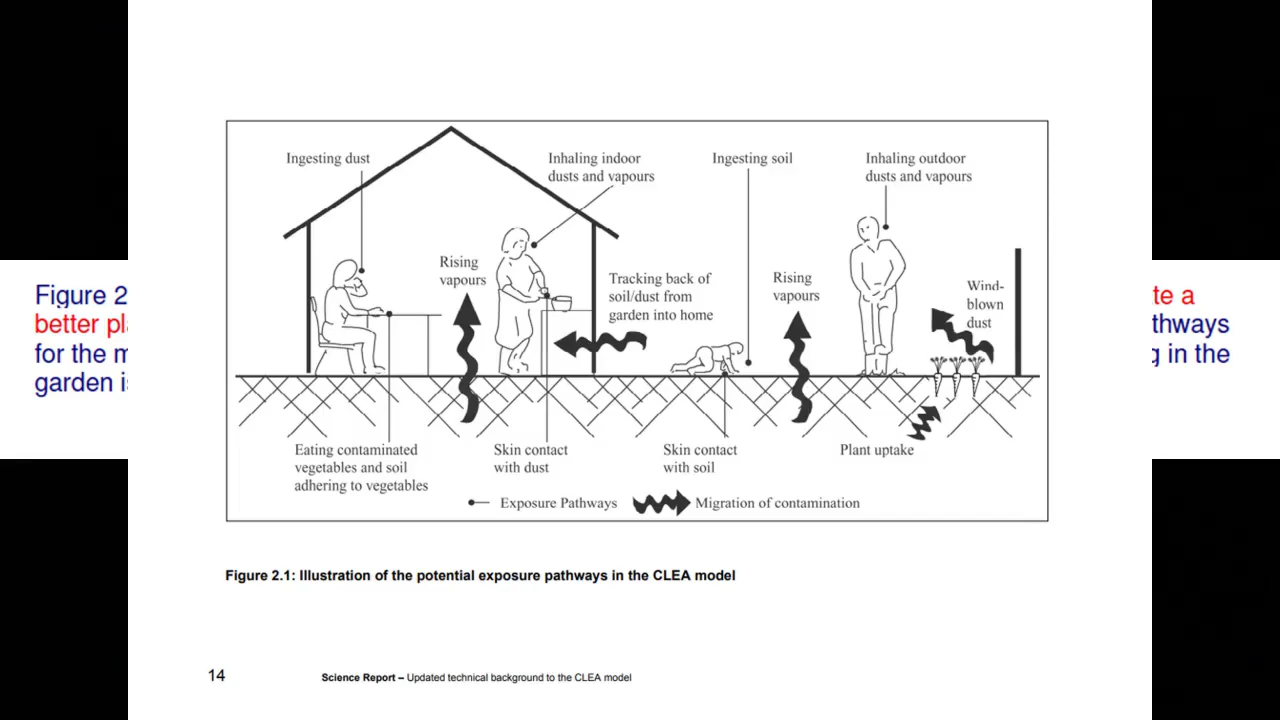 Ingesting dust
Inhaling indoor
dusts and vapours
Ingesting soil
Inhaling outdoor
dusts and vapours
Rising
vapours
Tracking back of
soil/dust from
garden into home
Rising
vapours
Wind-
blown
dust
Eating contaminated
vegetables and soil
adhering to vegetables
Skin contact
with dust
Skin contact
with soil
Plant uptake
Exposure Pathways
Migration of contamination
Figure 2.1: Illustration of the potential exposure pathways in the CLEA model
14
Science Report – Updated technical background to the CLEA model
Figure 2
better
for the
garden
a
in the